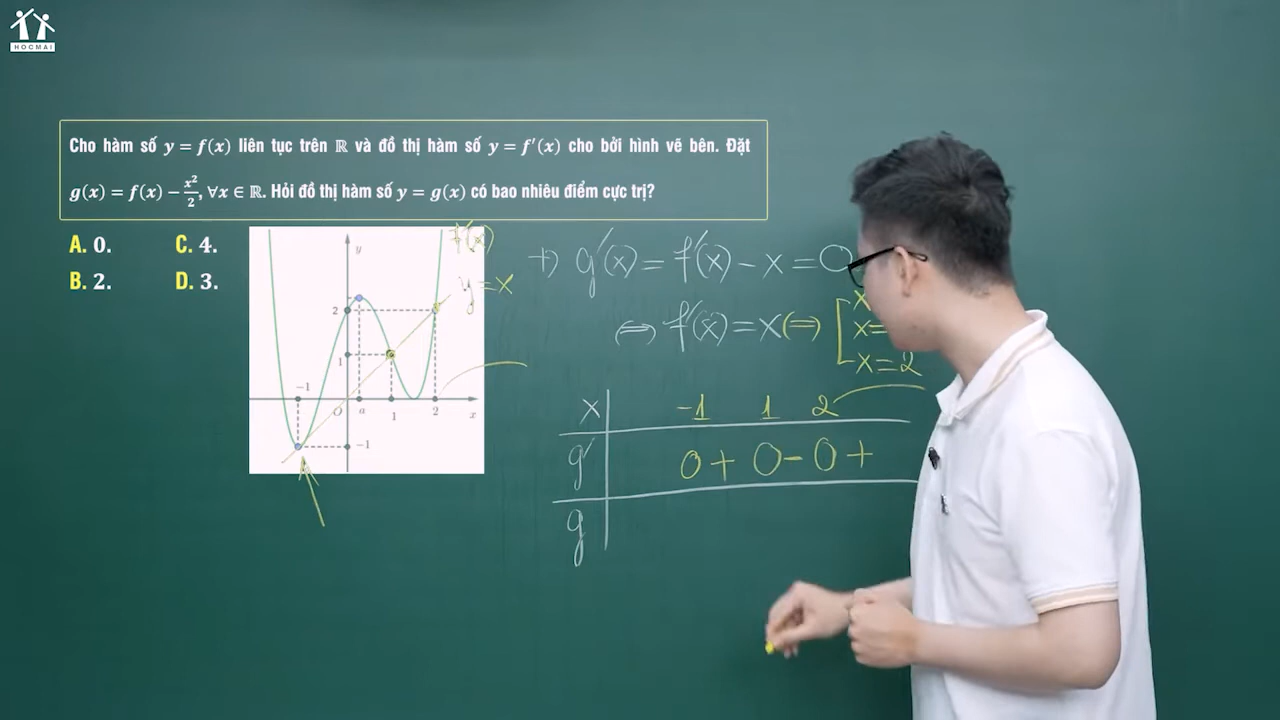 HOCMAI
Cho hàm số y = f(x) liên tục trên ℝ và đồ thị hàm số y = f'(x) cho bởi hình vẽ bên. Đặt
g(x) = f(x) − x²/2, ∀x ∈ ℝ. Hỏi đồ thị hàm số y = g(x) có bao nhiêu điểm cực trị?
A. 0. C. 4.
B. 2. D. 3.
y f'(x)
y = x
2
1
-1 O a 1 2 x
-1
+) g'(x) = f'(x) − x = 0
⇔ f'(x) = x ⇔ [ x
x=
x = 2
x -1 1 2
g' 0 + 0 − 0 +
g